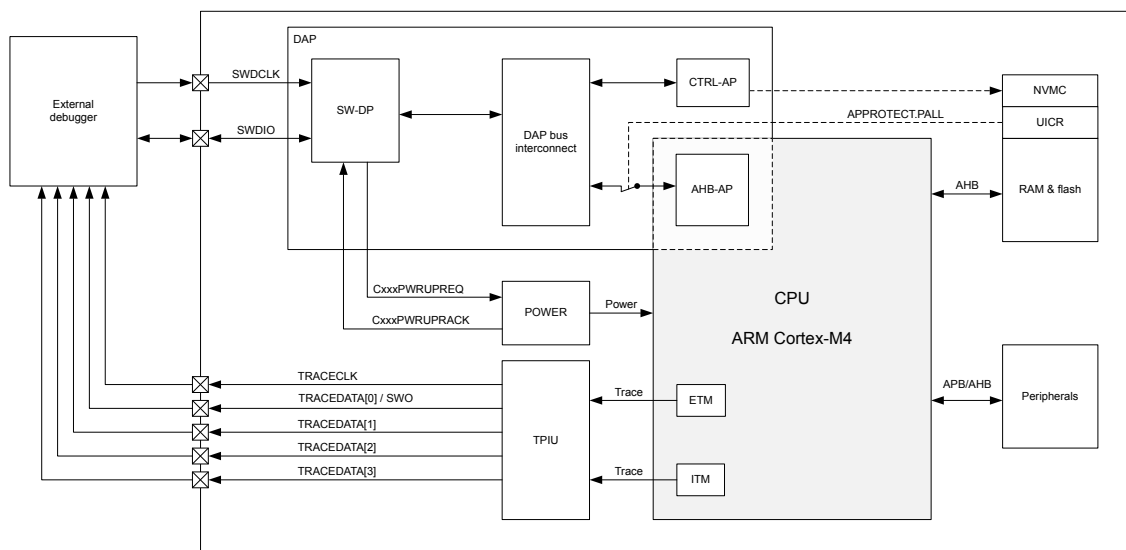 DAP
External
debugger
SWDCLK
SWDIO
SW-DP
DAP bus
interconnect
CTRL-AP
AHB-AP
APPROTECT.PALL
NVMC
UICR
RAM & flash
AHB
CxxxPWRUPREQ
CxxxPWRUPRACK
POWER
Power
CPU
ARM Cortex-M4
TRACECLK
TRACEDATA[0] / SWO
TRACEDATA[1]
TRACEDATA[2]
TRACEDATA[3]
TPIU
Trace
ETM
Trace
ITM
APB/AHB
Peripherals